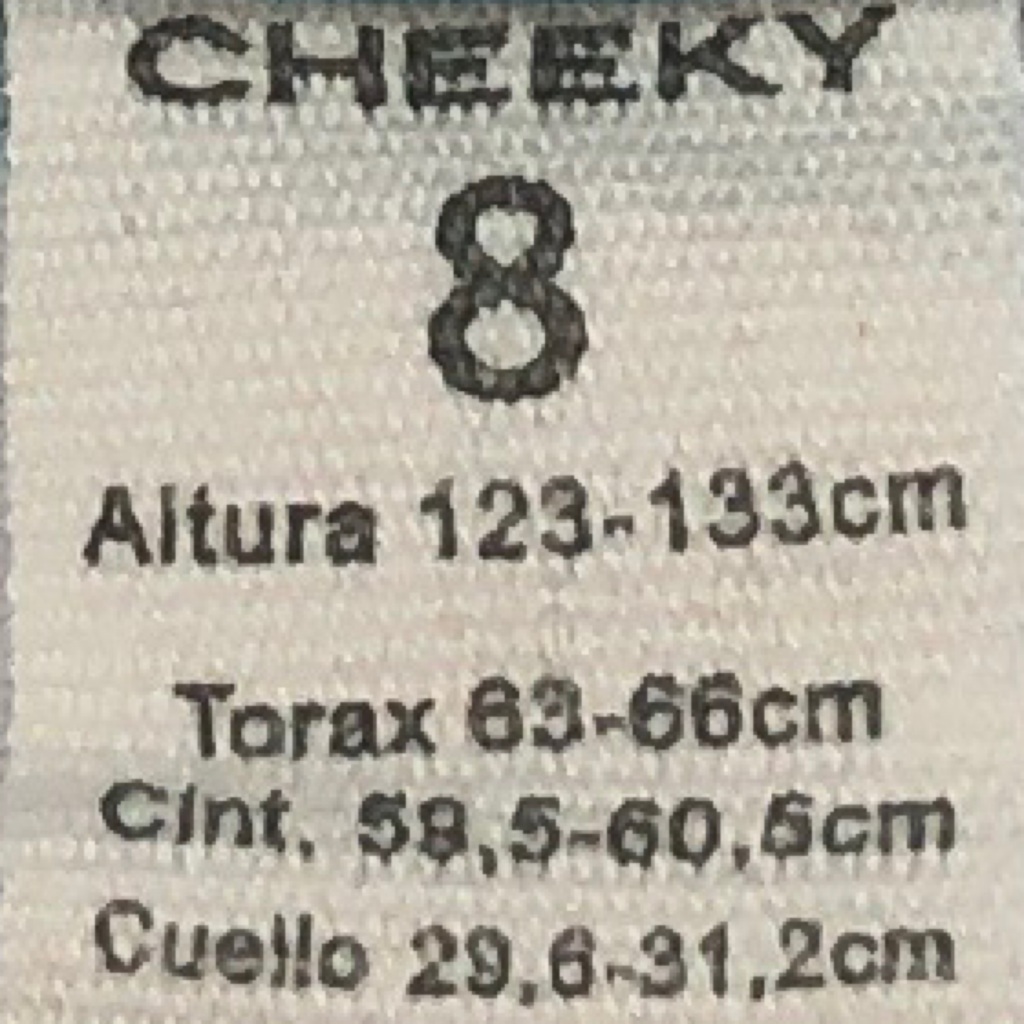 CHEEKY
8
Altura 123-133cm
Torax 63-66cm
Cint. 58,5-60,5cm
Cuello 29,6-31,2cm